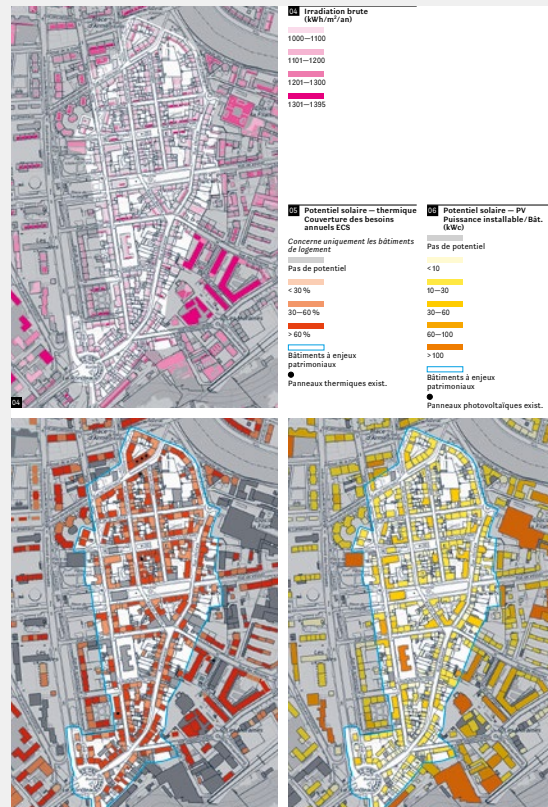 04 Irradiation brute
(kWh/m²/an)
1000—1100
1101—1200
1201—1300
1301—1395
04
05 Potentiel solaire — thermique
Couverture des besoins
annuels ECS
Concerne uniquement les bâtiments
de logement
Pas de potentiel
< 30 %
30—60 %
> 60 %
Bâtiments à enjeux
patrimoniaux
Panneaux thermiques exist.
06 Potentiel solaire — PV
Puissance installable/Bât.
(kWc)
Pas de potentiel
<10
10—30
30—60
60—100
>100
Bâtiments à enjeux
patrimoniaux
Panneaux photovoltaïques exist.